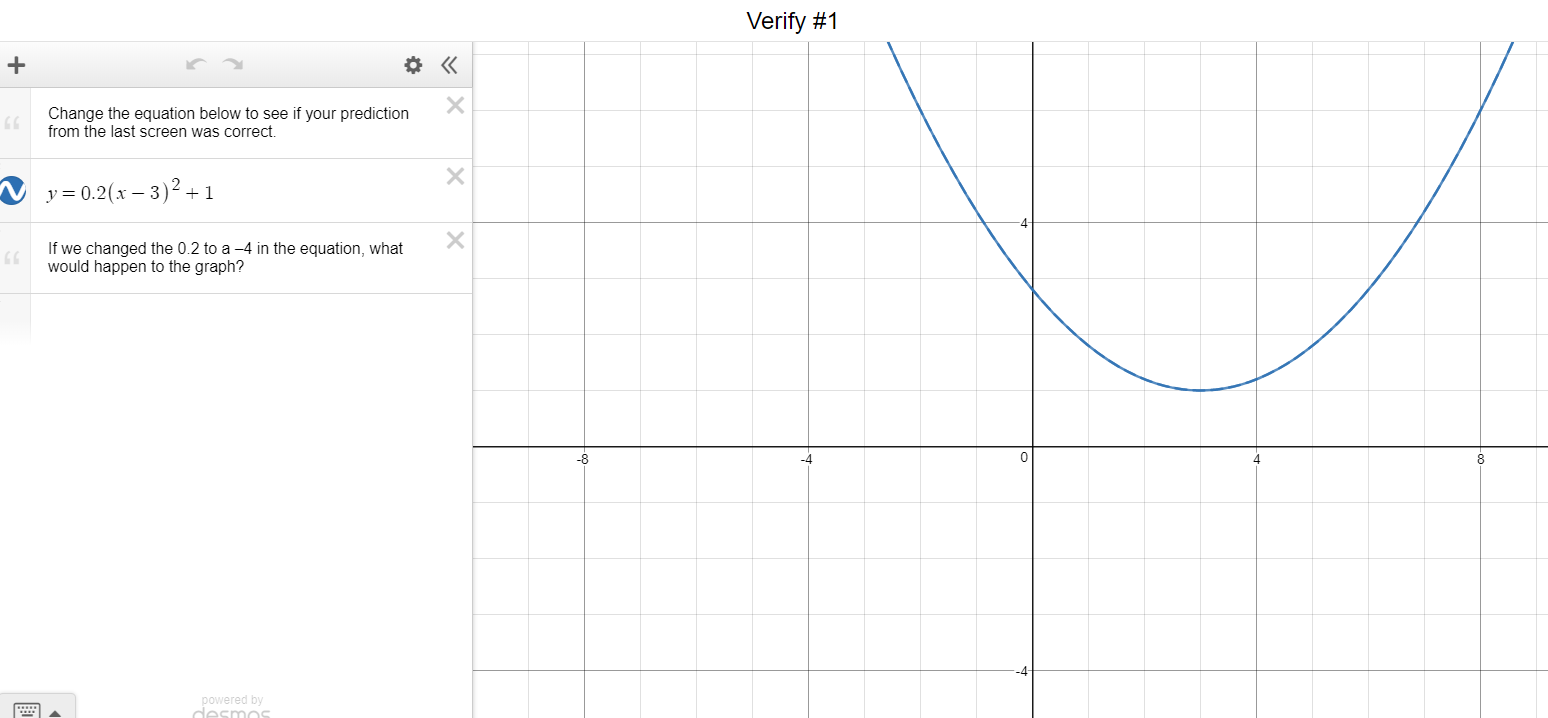 Verify #1
Change the equation below to see if your prediction
from the last screen was correct.
y = 0.2(x − 3)² + 1
If we changed the 0.2 to a –4 in the equation, what
would happen to the graph?
4
-8
-4
0
4
8
-4
powered by
desmos